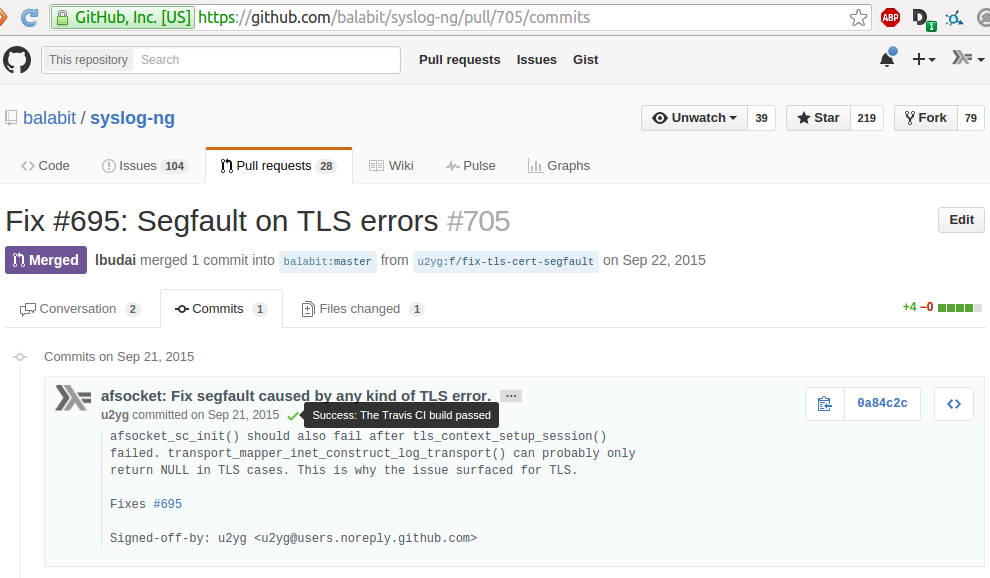 GitHub, Inc. [US] https://github.com/balabit/syslog-ng/pull/705/commits
ABP D 1
This repository Search Pull requests Issues Gist
balabit / syslog-ng Unwatch 39 Star 219 Fork 79
Code Issues 104 Pull requests 28 Wiki Pulse Graphs
Fix #695: Segfault on TLS errors #705 Edit
Merged lbudai merged 1 commit into balabit:master from u2yg:f/fix-tls-cert-segfault on Sep 22, 2015
Conversation 2 Commits 1 Files changed 1 +4 −0
Commits on Sep 21, 2015
afsocket: Fix segfault caused by any kind of TLS error. … 0a84c2c
u2yg committed on Sep 21, 2015 Success: The Travis CI build passed
afsocket_sc_init() should also fail after tls_context_setup_session()
failed. transport_mapper_inet_construct_log_transport() can probably only
return NULL in TLS cases. This is why the issue surfaced for TLS.
Fixes #695
Signed-off-by: u2yg <u2yg@users.noreply.github.com>